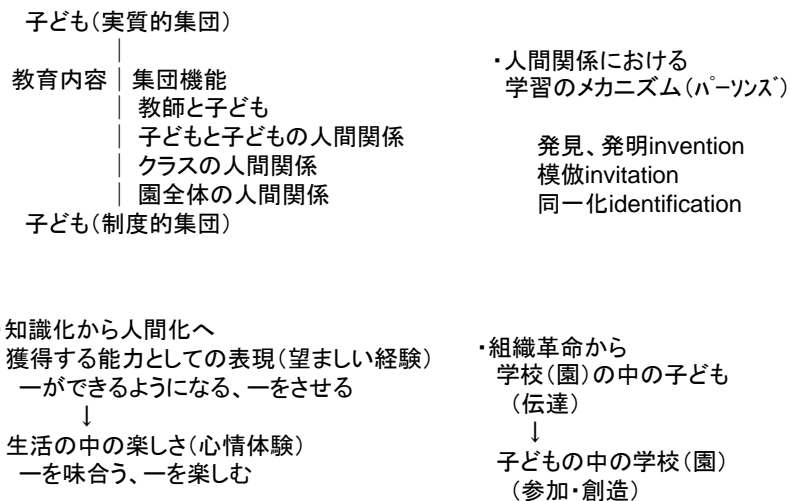 子ども(実質的集団)
教育内容 集団機能
教師と子ども
子どもと子どもの人間関係
クラスの人間関係
園全体の人間関係
子ども(制度的集団)
・人間関係における
学習のメカニズム(ﾊﾟｰｿﾝｽﾞ)
発見、発明invention
模倣invitation
同一化identification
知識化から人間化へ
獲得する能力としての表現(望ましい経験)
―ができるようになる、―をさせる
↓
生活の中の楽しさ(心情体験)
―を味合う、―を楽しむ
・組織革命から
学校(園)の中の子ども
(伝達)
↓
子どもの中の学校(園)
(参加・創造)